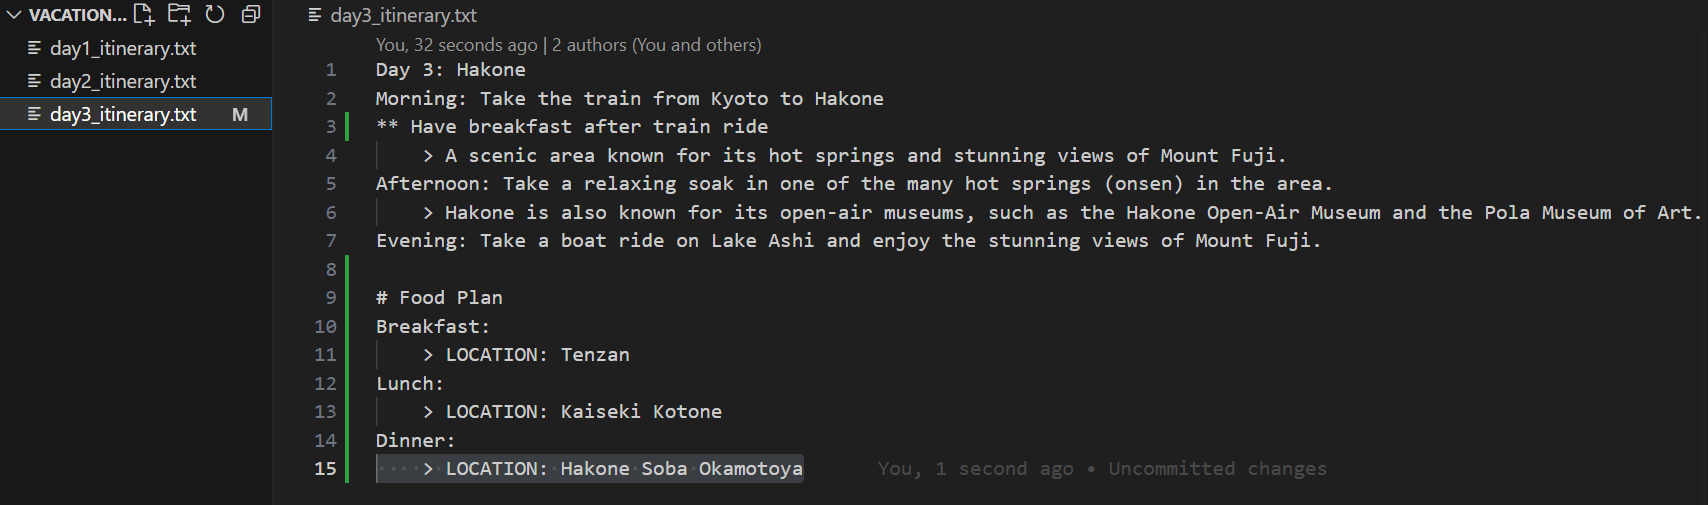 VACATION...
day1_itinerary.txt
day2_itinerary.txt
day3_itinerary.txt M
day3_itinerary.txt
You, 32 seconds ago | 2 authors (You and others)
1 Day 3: Hakone
2 Morning: Take the train from Kyoto to Hakone
3 ** Have breakfast after train ride
4 > A scenic area known for its hot springs and stunning views of Mount Fuji.
5 Afternoon: Take a relaxing soak in one of the many hot springs (onsen) in the area.
6 > Hakone is also known for its open-air museums, such as the Hakone Open-Air Museum and the Pola Museum of Art.
7 Evening: Take a boat ride on Lake Ashi and enjoy the stunning views of Mount Fuji.
8
9 # Food Plan
10 Breakfast:
11 > LOCATION: Tenzan
12 Lunch:
13 > LOCATION: Kaiseki Kotone
14 Dinner:
15 > LOCATION: Hakone Soba Okamotoya You, 1 second ago • Uncommitted changes